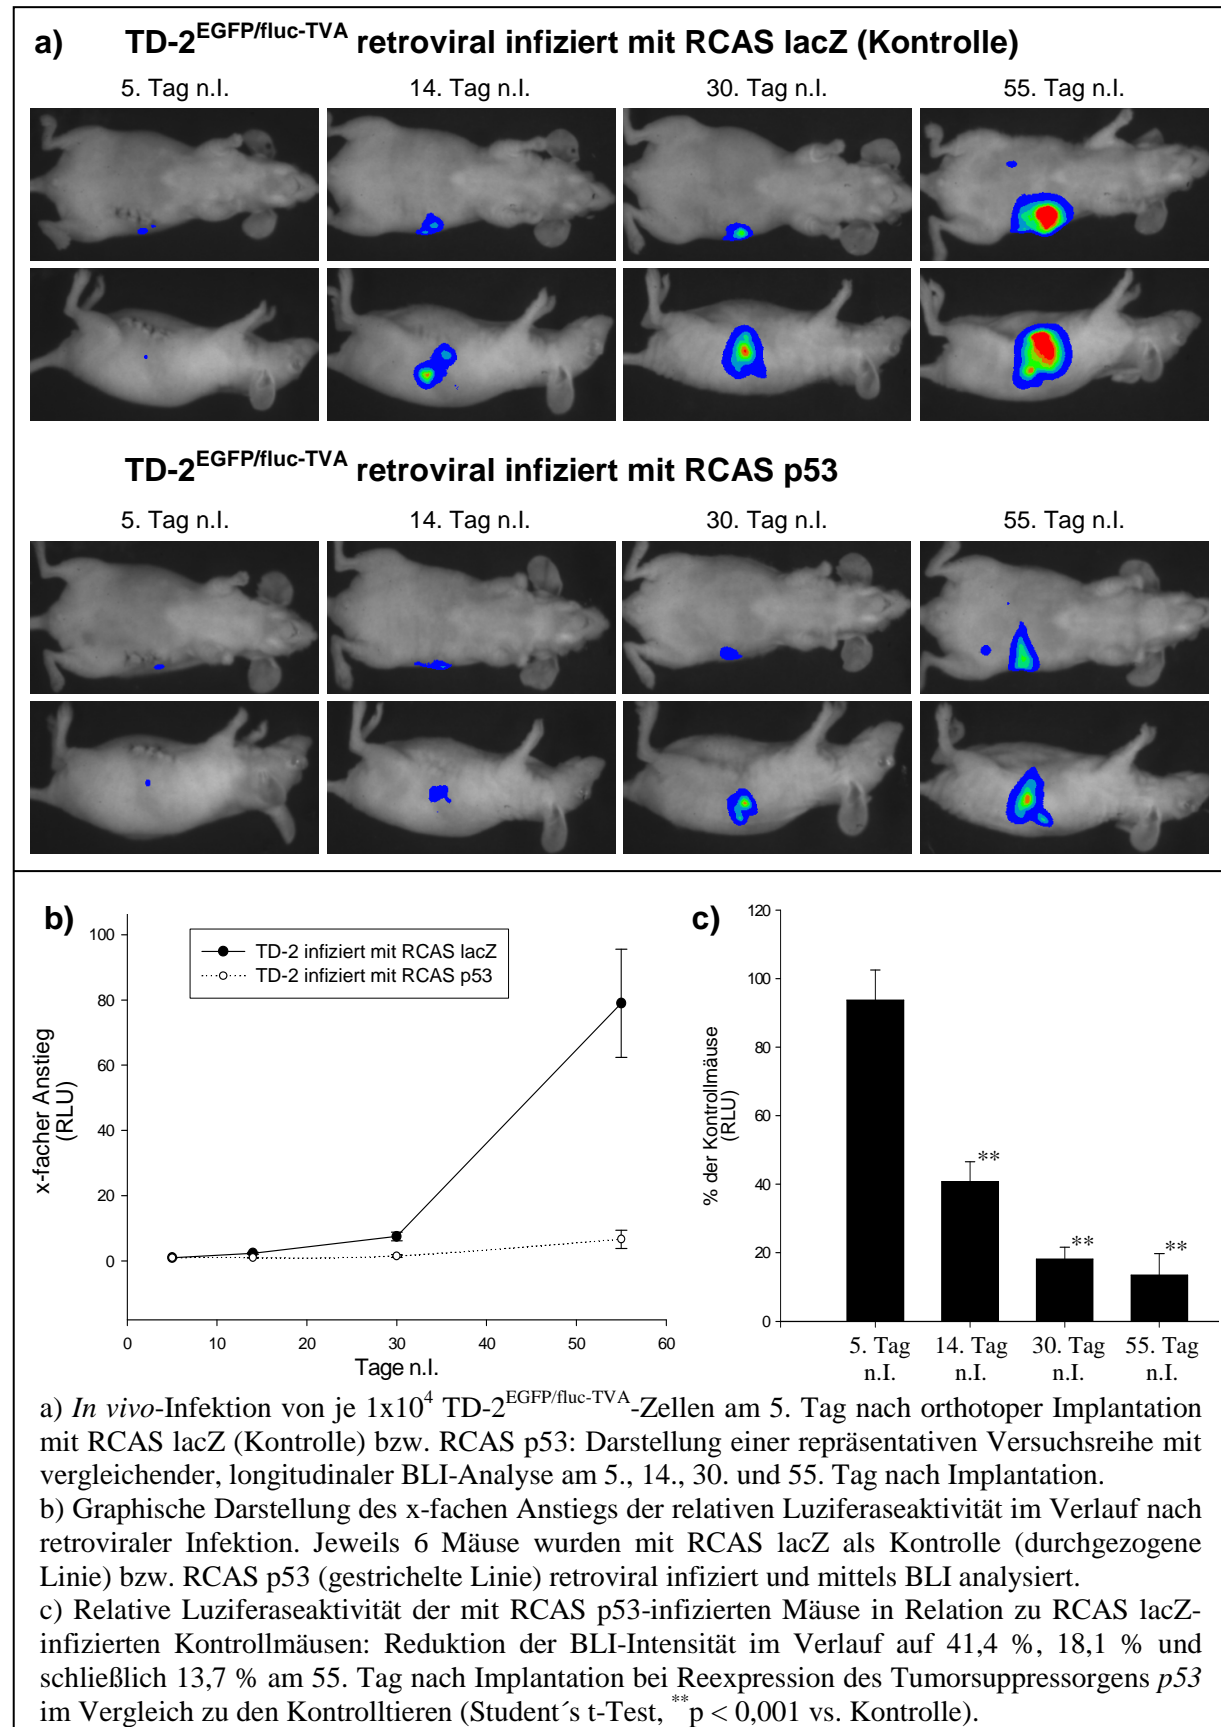 a) TD-2EGFP/fluc-TVA retroviral infiziert mit RCAS lacZ (Kontrolle)
5. Tag n.I. 14. Tag n.I. 30. Tag n.I. 55. Tag n.I.
TD-2EGFP/fluc-TVA retroviral infiziert mit RCAS p53
5. Tag n.I. 14. Tag n.I. 30. Tag n.I. 55. Tag n.I.
b)
TD-2 infiziert mit RCAS lacZ
TD-2 infiziert mit RCAS p53
x-facher Anstieg
(RLU)
100
80
60
40
20
0
0 10 20 30 40 50 60
Tage n.I.
c)
% der Kontrollmäuse
(RLU)
120
100
80
60
40
20
0
**
**
**
5. Tag 14. Tag 30. Tag 55. Tag
n.I. n.I. n.I. n.I.
a) In vivo-Infektion von je 1x10^4 TD-2EGFP/fluc-TVA-Zellen am 5. Tag nach orthotoper Implantation
mit RCAS lacZ (Kontrolle) bzw. RCAS p53: Darstellung einer repräsentativen Versuchsreihe mit
vergleichender, longitudinaler BLI-Analyse am 5., 14., 30. und 55. Tag nach Implantation.
b) Graphische Darstellung des x-fachen Anstiegs der relativen Luziferaseaktivität im Verlauf nach
retroviraler Infektion. Jeweils 6 Mäuse wurden mit RCAS lacZ als Kontrolle (durchgezogene
Linie) bzw. RCAS p53 (gestrichelte Linie) retroviral infiziert und mittels BLI analysiert.
c) Relative Luziferaseaktivität der mit RCAS p53-infizierten Mäuse in Relation zu RCAS lacZ-
infizierten Kontrollmäusen: Reduktion der BLI-Intensität im Verlauf auf 41,4 %, 18,1 % und
schließlich 13,7 % am 55. Tag nach Implantation bei Reexpression des Tumorsuppressorgens p53
im Vergleich zu den Kontrolltieren (Student´s t-Test, **p < 0,001 vs. Kontrolle).